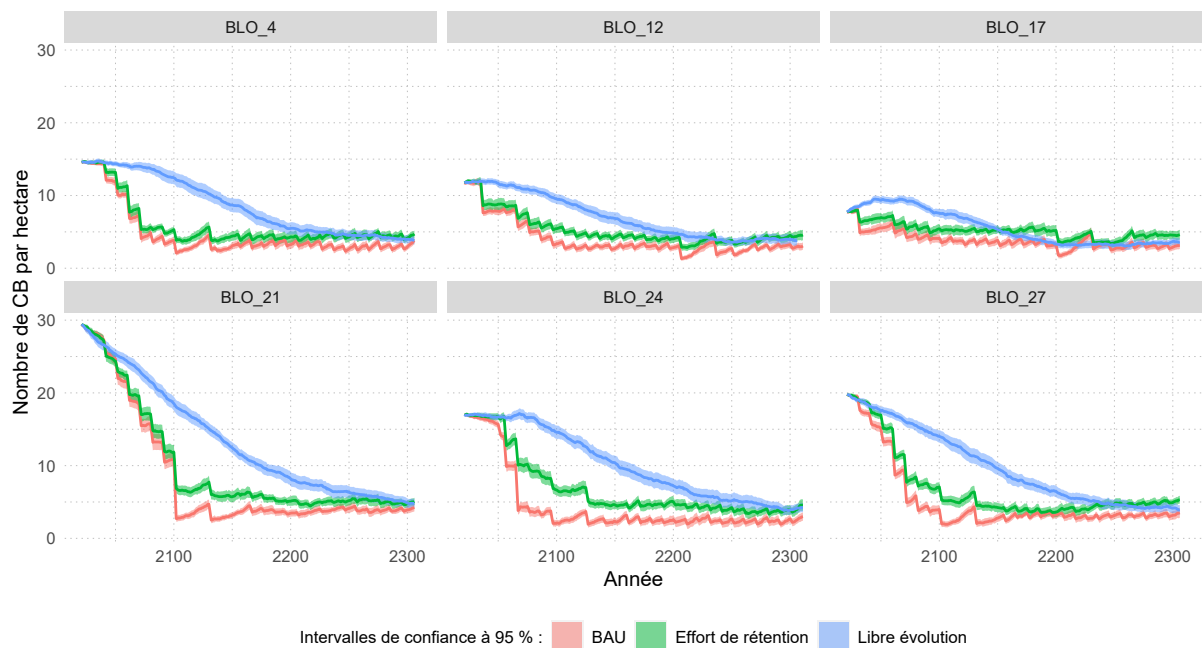 BLO_4 BLO_12 BLO_17
30
20
10
0
BLO_21 BLO_24 BLO_27
30
20
10
0
Nombre de CB par hectare
2100 2200 2300 2100 2200 2300 2100 2200 2300
Année
Intervalles de confiance à 95 % : BAU Effort de rétention Libre évolution